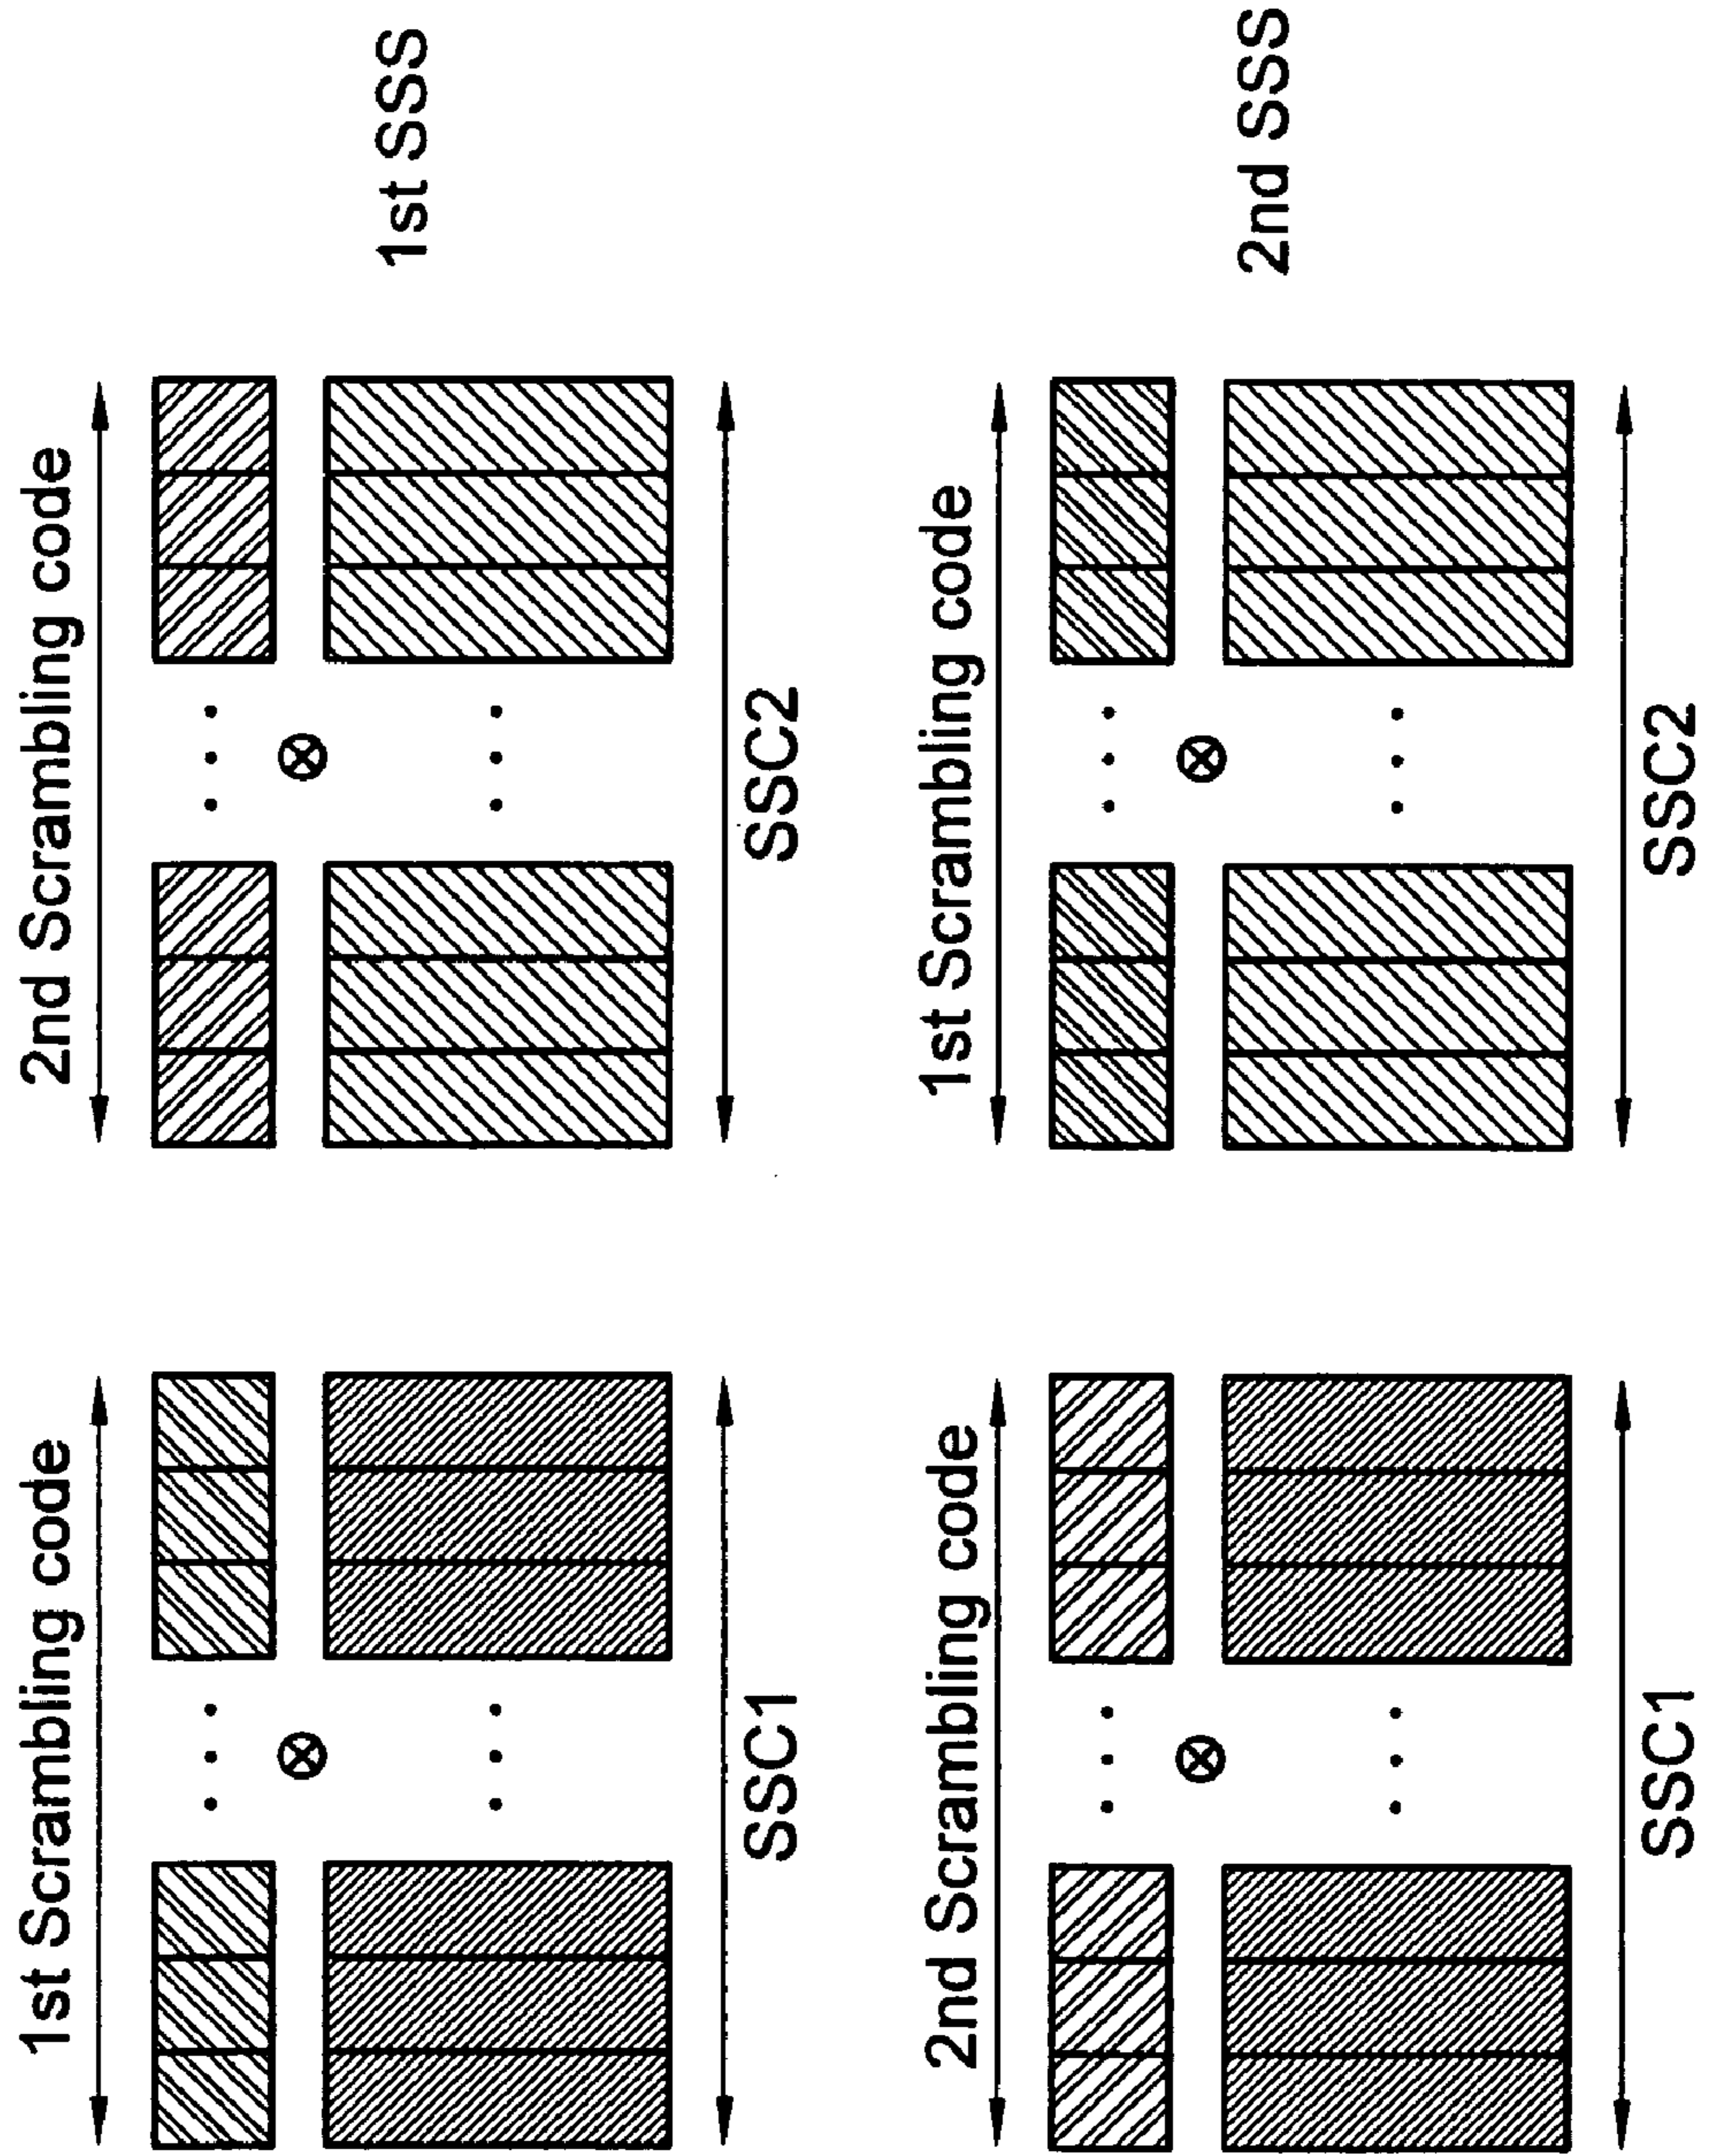 1st Scrambling code
2nd Scrambling code
1st SSS
SSC1
SSC2
2nd Scrambling code
1st Scrambling code
2nd SSS
SSC1
SSC2